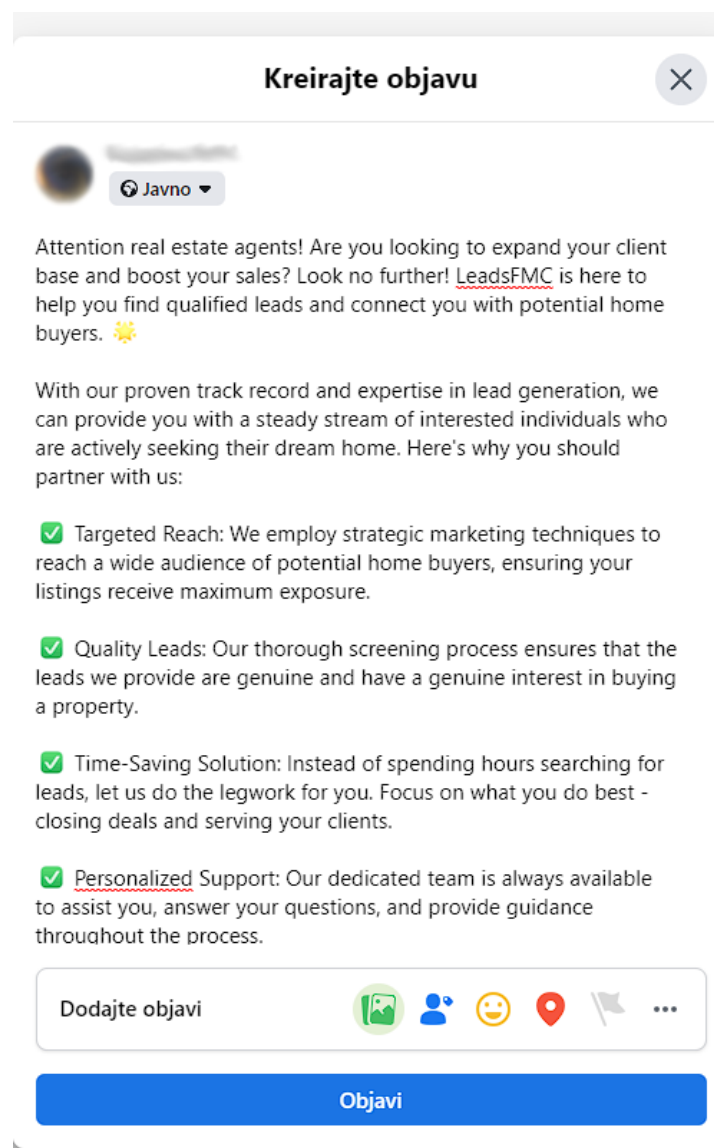 Kreirajte objavu
Javno
Attention real estate agents! Are you looking to expand your client
base and boost your sales? Look no further! LeadsFMC is here to
help you find qualified leads and connect you with potential home
buyers. 🌟
With our proven track record and expertise in lead generation, we
can provide you with a steady stream of interested individuals who
are actively seeking their dream home. Here's why you should
partner with us:
✅ Targeted Reach: We employ strategic marketing techniques to
reach a wide audience of potential home buyers, ensuring your
listings receive maximum exposure.
✅ Quality Leads: Our thorough screening process ensures that the
leads we provide are genuine and have a genuine interest in buying
a property.
✅ Time-Saving Solution: Instead of spending hours searching for
leads, let us do the legwork for you. Focus on what you do best -
closing deals and serving your clients.
✅ Personalized Support: Our dedicated team is always available
to assist you, answer your questions, and provide guidance
throughout the process.
Dodajte objavi
Objavi